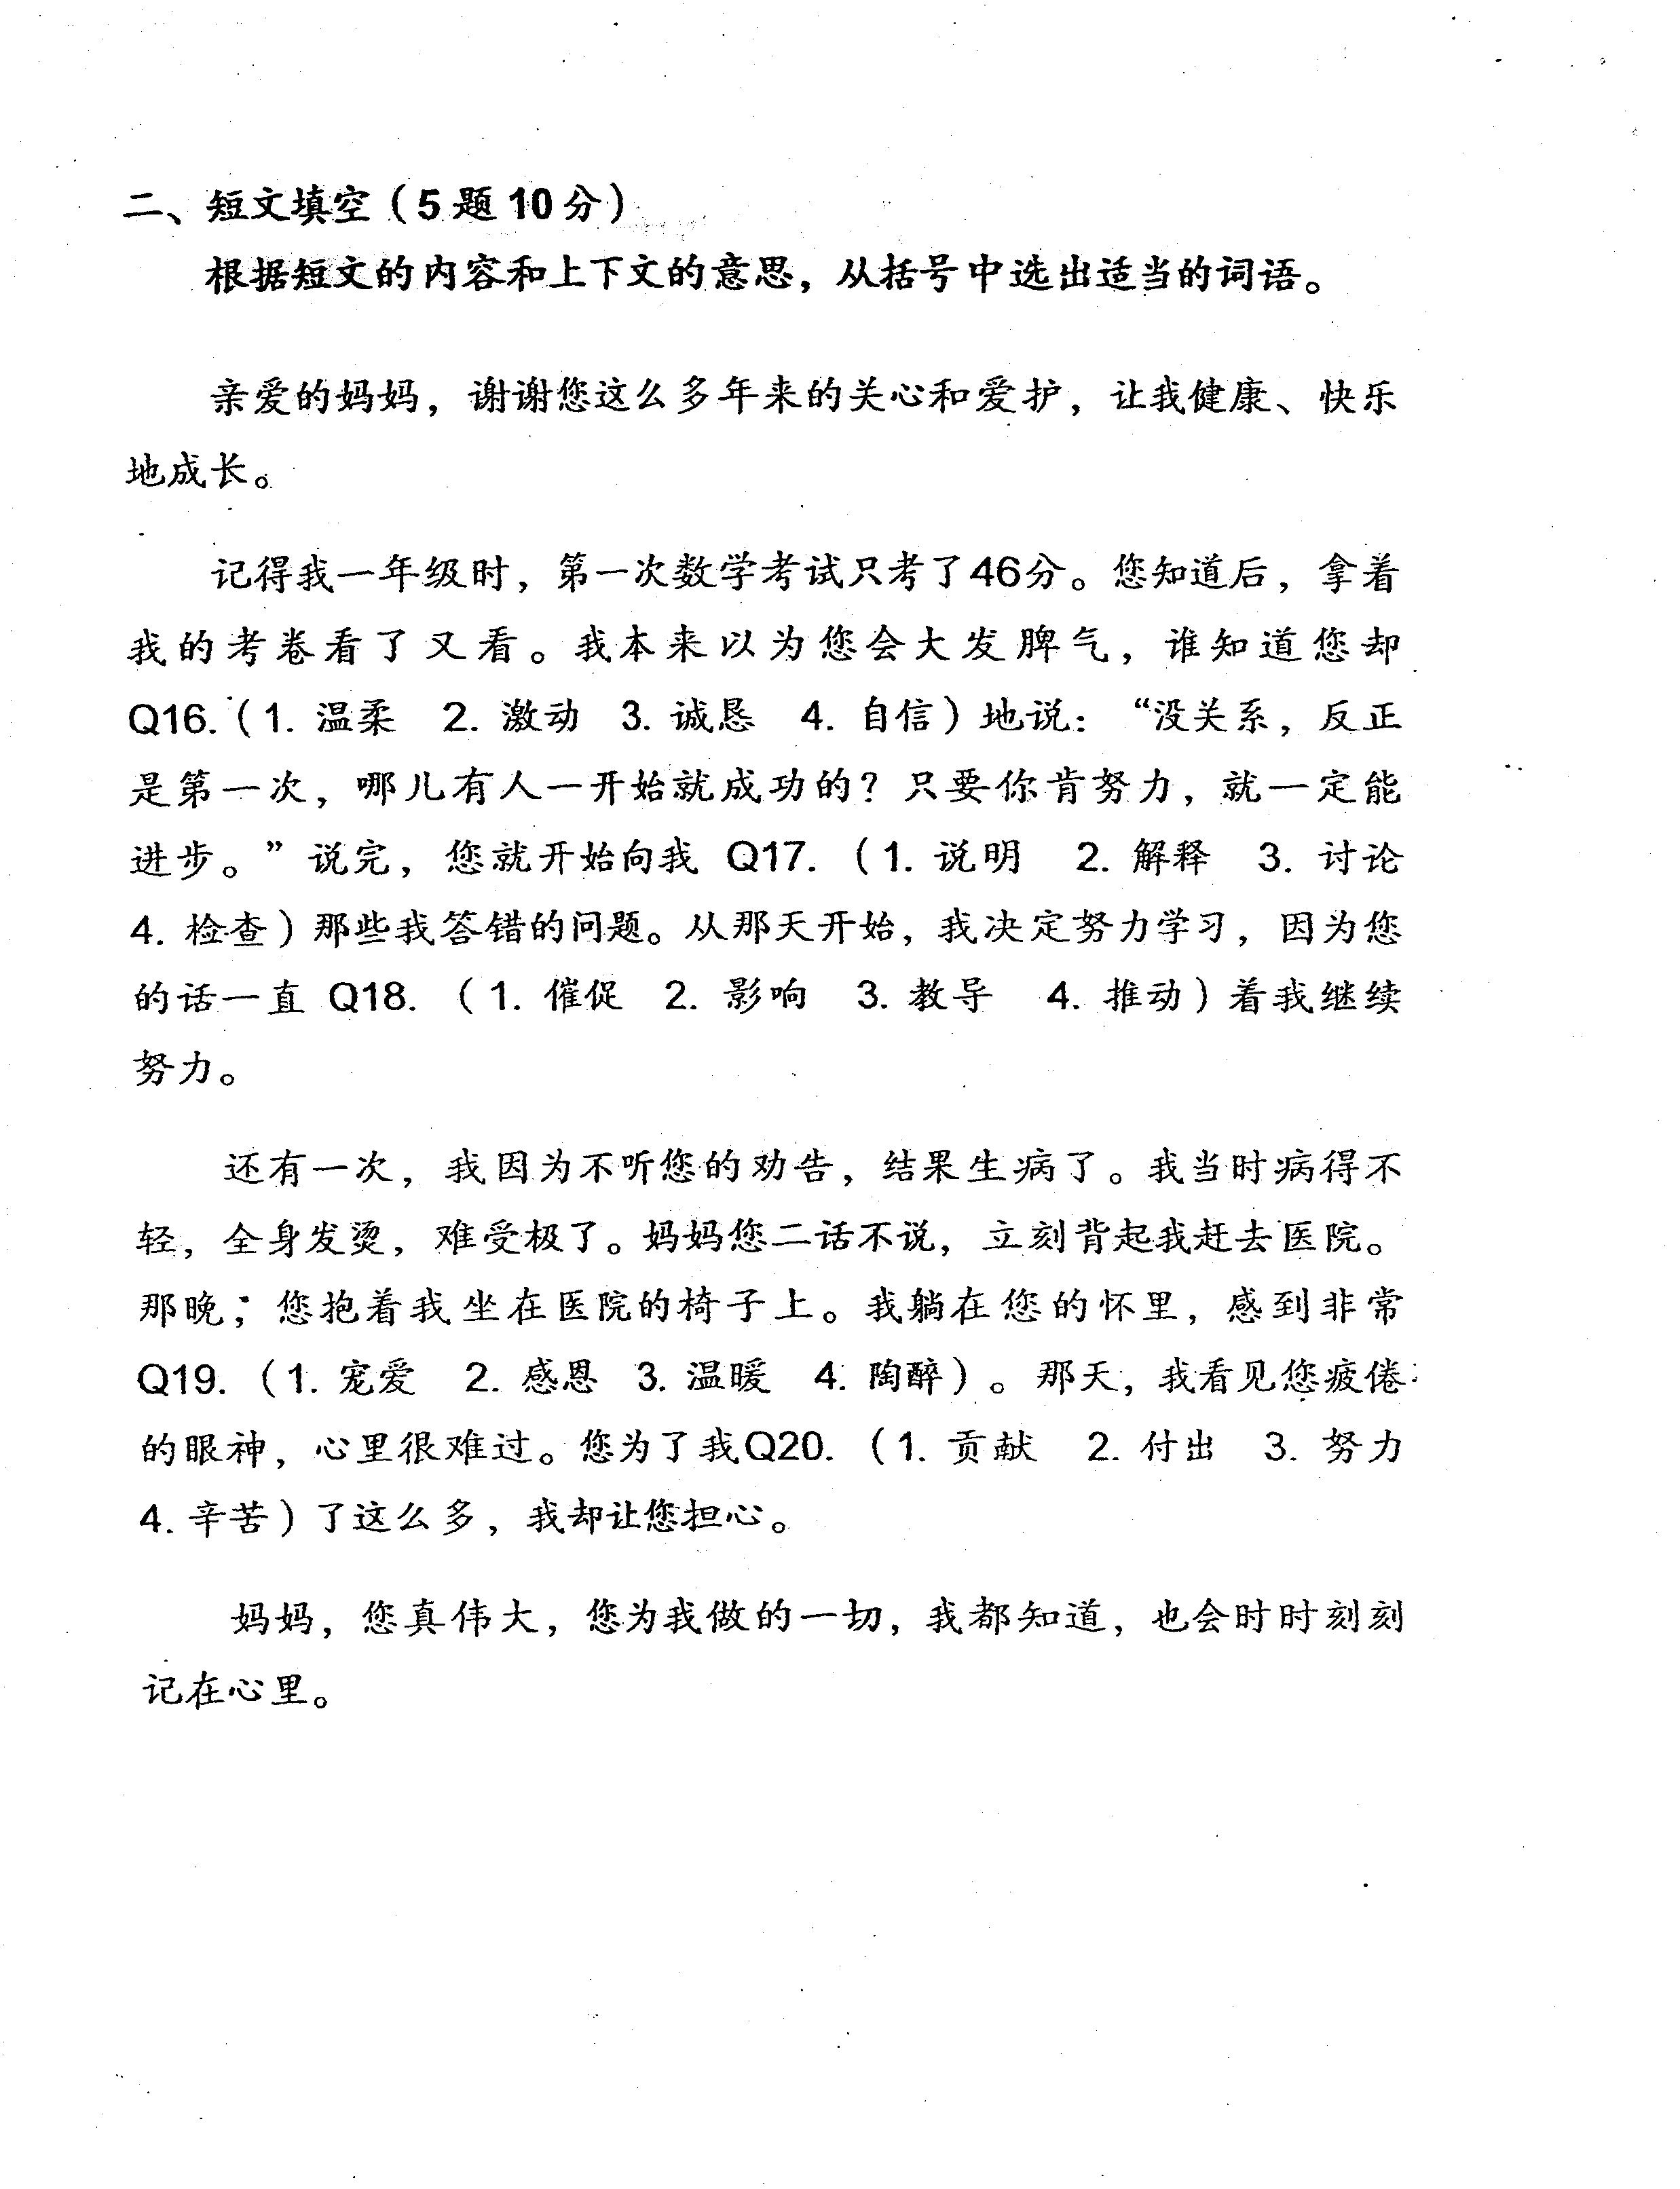 二、短文填空（5题10分）
根据短文的内容和上下文的意思，从括号中选出适当的词语。
亲爱的妈妈，谢谢您这么多年来的关心和爱护，让我健康、快乐
地成长。
记得我一年级时，第一次数学考试只考了46分。您知道后，拿着
我的考卷看了又看。我本来以为您会大发脾气，谁知道您却
Q16.（1. 温柔 2. 激动 3. 诚恳 4. 自信）地说：“没关系，反正
是第一次，哪儿有人一开始就成功的？只要你肯努力，就一定能
进步。”说完，您就开始向我 Q17.（1. 说明 2. 解释 3. 讨论
4. 检查）那些我答错的问题。从那天开始，我决定努力学习，因为您
的话一直 Q18.（1. 催促 2. 影响 3. 教导 4. 推动）着我继续
努力。
还有一次，我因为不听您的劝告，结果生病了。我当时病得不
轻，全身发烫，难受极了。妈妈您二话不说，立刻背起我赶去医院。
那晚，您抱着我坐在医院的椅子上。我躺在您的怀里，感到非常
Q19.（1. 宠爱 2. 感恩 3. 温暖 4. 陶醉）。那天，我看见您疲倦
的眼神，心里很难过。您为了我Q20.（1. 贡献 2. 付出 3. 努力
4. 辛苦）了这么多，我却让您担心。
妈妈，您真伟大，您为我做的一切，我都知道，也会时时刻刻
记在心里。